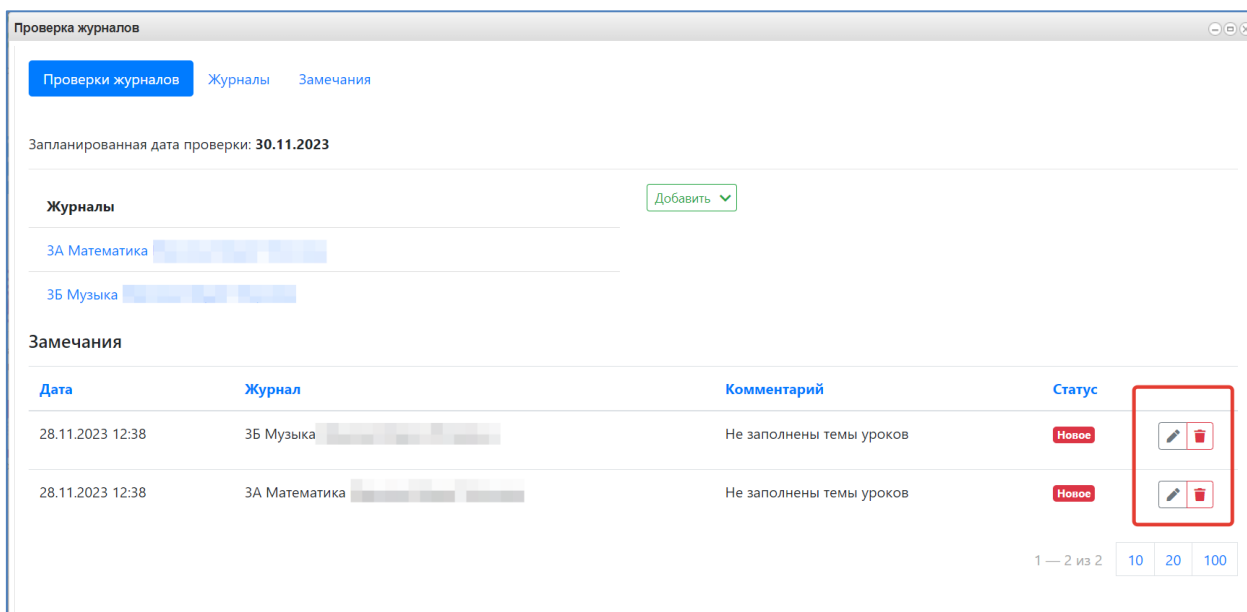 Проверка журналов
Проверки журналов Журналы Замечания
Запланированная дата проверки: 30.11.2023
Журналы
Добавить
3А Математика
3Б Музыка
Замечания
Дата Журнал Комментарий Статус
28.11.2023 12:38 3Б Музыка Не заполнены темы уроков Новое
28.11.2023 12:38 3А Математика Не заполнены темы уроков Новое
1 — 2 из 2 10 20 100